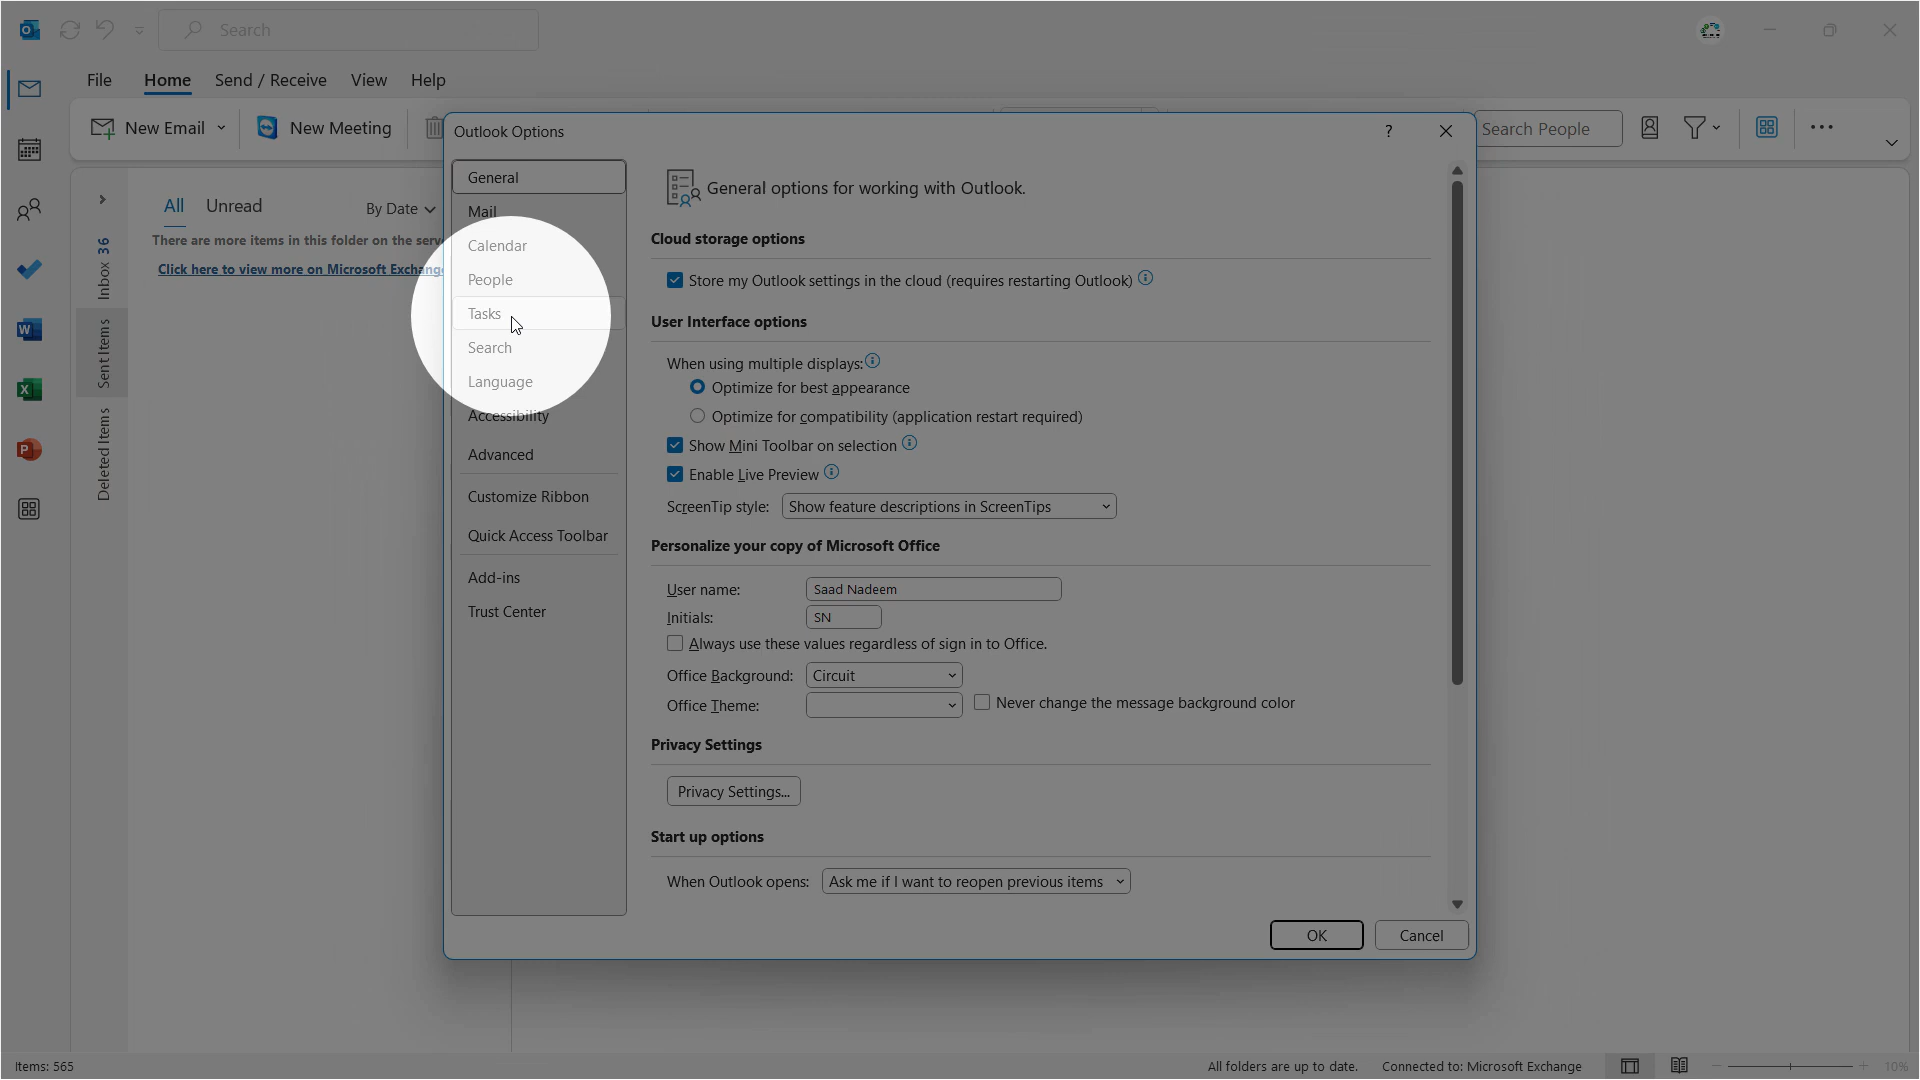 Search
File Home Send / Receive View Help
New Email New Meeting Search People
Outlook Options ?
All Unread By Date
There are more items in this folder on the serve
Click here to view more on Microsoft Exchange
Inbox 36
Sent Items
Deleted Items
General
Mail
Calendar
People
Tasks
Search
Language
Accessibility
Advanced
Customize Ribbon
Quick Access Toolbar
Add-ins
Trust Center
General options for working with Outlook.
Cloud storage options
Store my Outlook settings in the cloud (requires restarting Outlook)
User Interface options
When using multiple displays:
Optimize for best appearance
Optimize for compatibility (application restart required)
Show Mini Toolbar on selection
Enable Live Preview
ScreenTip style: Show feature descriptions in ScreenTips
Personalize your copy of Microsoft Office
User name: Saad Nadeem
Initials: SN
Always use these values regardless of sign in to Office.
Office Background: Circuit
Office Theme: Never change the message background color
Privacy Settings
Privacy Settings...
Start up options
When Outlook opens: Ask me if I want to reopen previous items
OK Cancel
Items: 565 All folders are up to date. Connected to: Microsoft Exchange 10%